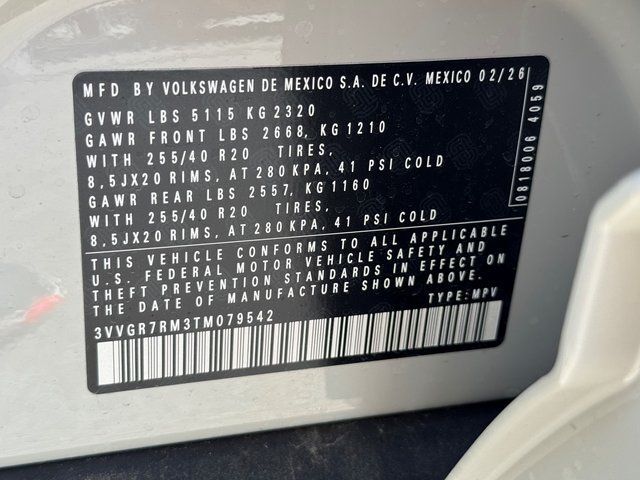 MFD BY VOLKSWAGEN DE MEXICO S.A. DE C.V. MEXICO 02/26
GVWR LBS 5115 KG 2320
GAWR FRONT LBS 2668, KG 1210
WITH 255/40 R20 TIRES,
8,5JX20 RIMS, AT 280 KPA, 41 PSI COLD
GAWR REAR LBS 2557, KG 1160
WITH 255/40 R20 TIRES,
8,5JX20 RIMS, AT 280 KPA, 41 PSI COLD
THIS VEHICLE CONFORMS TO ALL APPLICABLE
U.S. FEDERAL MOTOR VEHICLE SAFETY AND
THEFT PREVENTION STANDARDS IN EFFECT ON
THE DATE OF MANUFACTURE SHOWN ABOVE.
3VVGR7RM3TM079542 TYPE: MPV
0818006 4059